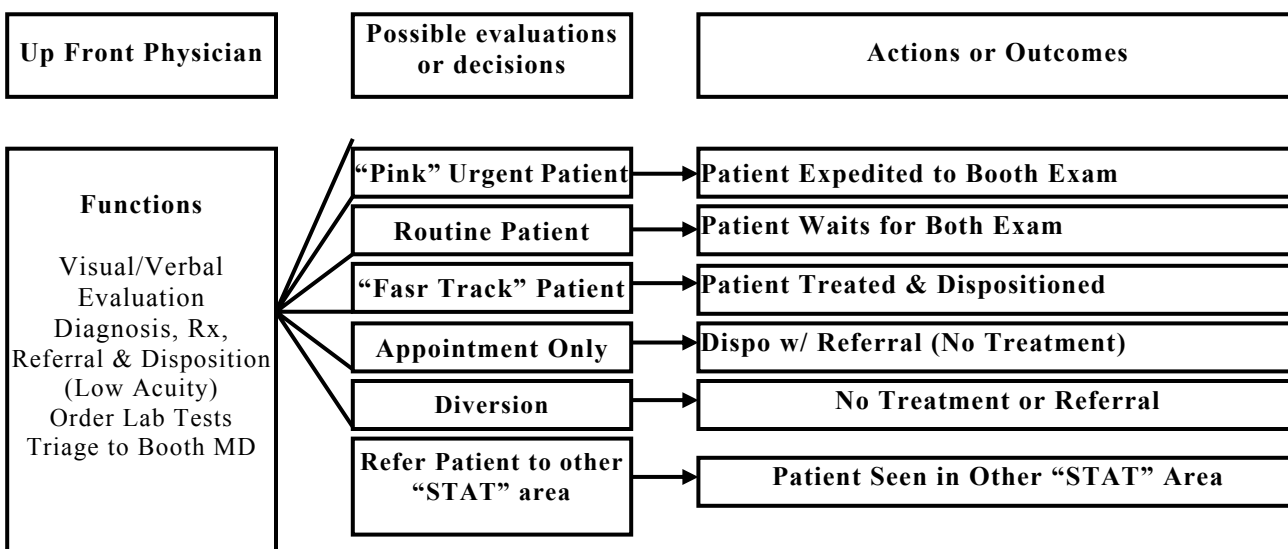 Up Front Physician
Possible evaluations
or decisions
Actions or Outcomes
Functions
Visual/Verbal
Evaluation
Diagnosis, Rx,
Referral & Disposition
(Low Acuity)
Order Lab Tests
Triage to Booth MD
“Pink” Urgent Patient
Patient Expedited to Booth Exam
Routine Patient
Patient Waits for Both Exam
“Fasr Track” Patient
Patient Treated & Dispositioned
Appointment Only
Dispo w/ Referral (No Treatment)
Diversion
No Treatment or Referral
Refer Patient to other
“STAT” area
Patient Seen in Other “STAT” Area